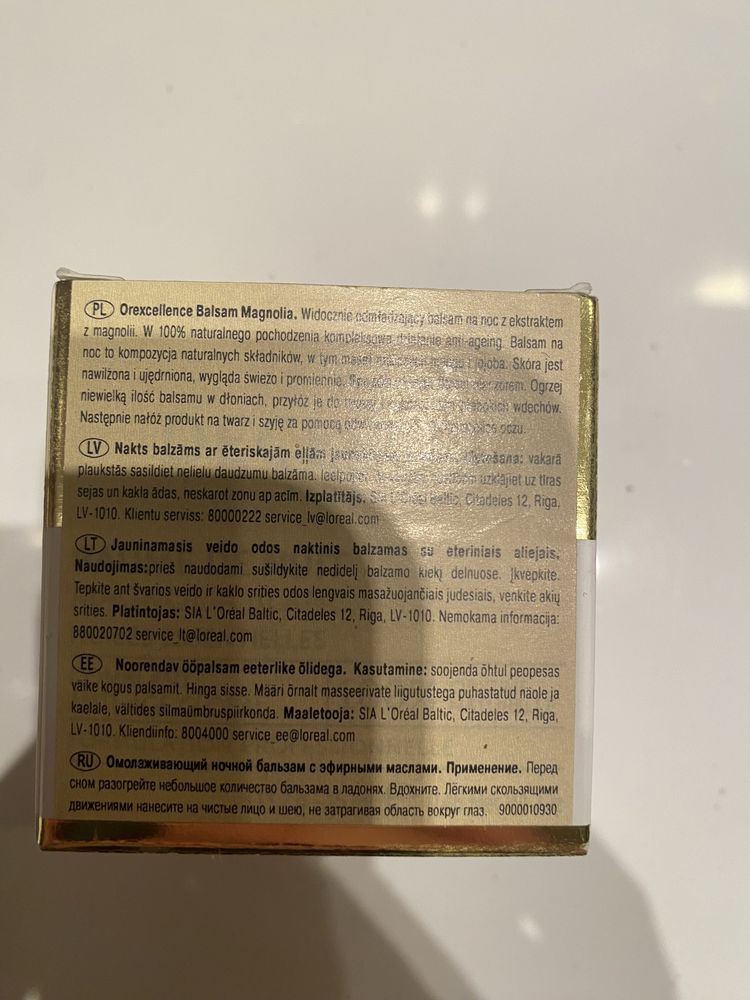 PL Orexcellence Balsam Magnolia. Widocznie odmładzający balsam na noc z ekstraktem
z magnolii. W 100% naturalnego pochodzenia kompleksowe działanie anti-ageing. Balsam na
noc to kompozycja naturalnych składników, w tym maseł i jojoba. Skóra jest
nawilżona i ujędrniona, wygląda świeżo i promiennie. Ogrzej
niewielką ilość balsamu w dłoniach, przyłóż je do wdechów.
Następnie nałóż produkt na twarz i szyję za pomocą oczu.
LV Nakts balzāms ar ēteriskajām eļļām vakarā
plaukstās sasildiet nelielu daudzumu balzāma. Ieelpojiet. uzklājiet uz tīras
sejas un kakla ādas, neskarot zonu ap acīm. Izplatītājs. SIA L'Oréal Baltic, Citadeles 12, Riga,
LV-1010. Klientu serviss: 80000222 service_lv@loreal.com
LT Jauninamasis veido odos naktinis balzamas su eteriniais aliejais.
Naudojimas:prieš naudodami sušildykite nedidelį balzamo kiekį delnuose. Įkvėpkite.
Tepkite ant švarios veido ir kaklo srities odos lengvais masažuojančiais judesiais, venkite akių
srities. Platintojas: SIA L'Oréal Baltic, Citadeles 12, Riga, LV-1010. Nemokama informacija:
880020702 service_lt@loreal.com
EE Noorendav ööpalsam eeterlike õlidega. Kasutamine: soojenda õhtul peopesas
väike kogus palsamit. Hinga sisse. Määri õrnalt masseerivate liigutustega puhastatud näole ja
kaelale, vältides silmaümbruspiirkonda. Maaletooja: SIA L'Oréal Baltic, Citadeles 12, Riga,
LV-1010. Kliendiinfo: 8004000 service_ee@loreal.com
RU Омолаживающий ночной бальзам с эфирными маслами. Применение. Перед
сном разогрейте небольшое количество бальзама в ладонях. Вдохните. Лёгкими скользящими
движениями нанесите на чистые лицо и шею, не затрагивая область вокруг глаз. 9000010930